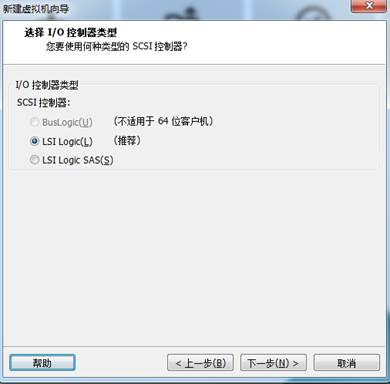 新建虚拟机向导
选择 I/O 控制器类型
您要使用何种类型的 SCSI 控制器?
I/O 控制器类型
SCSI 控制器:
BusLogic(U) （不适用于 64 位客户机）
LSI Logic(L) （推荐）
LSI Logic SAS(S)
帮助 < 上一步(B) 下一步(N) > 取消